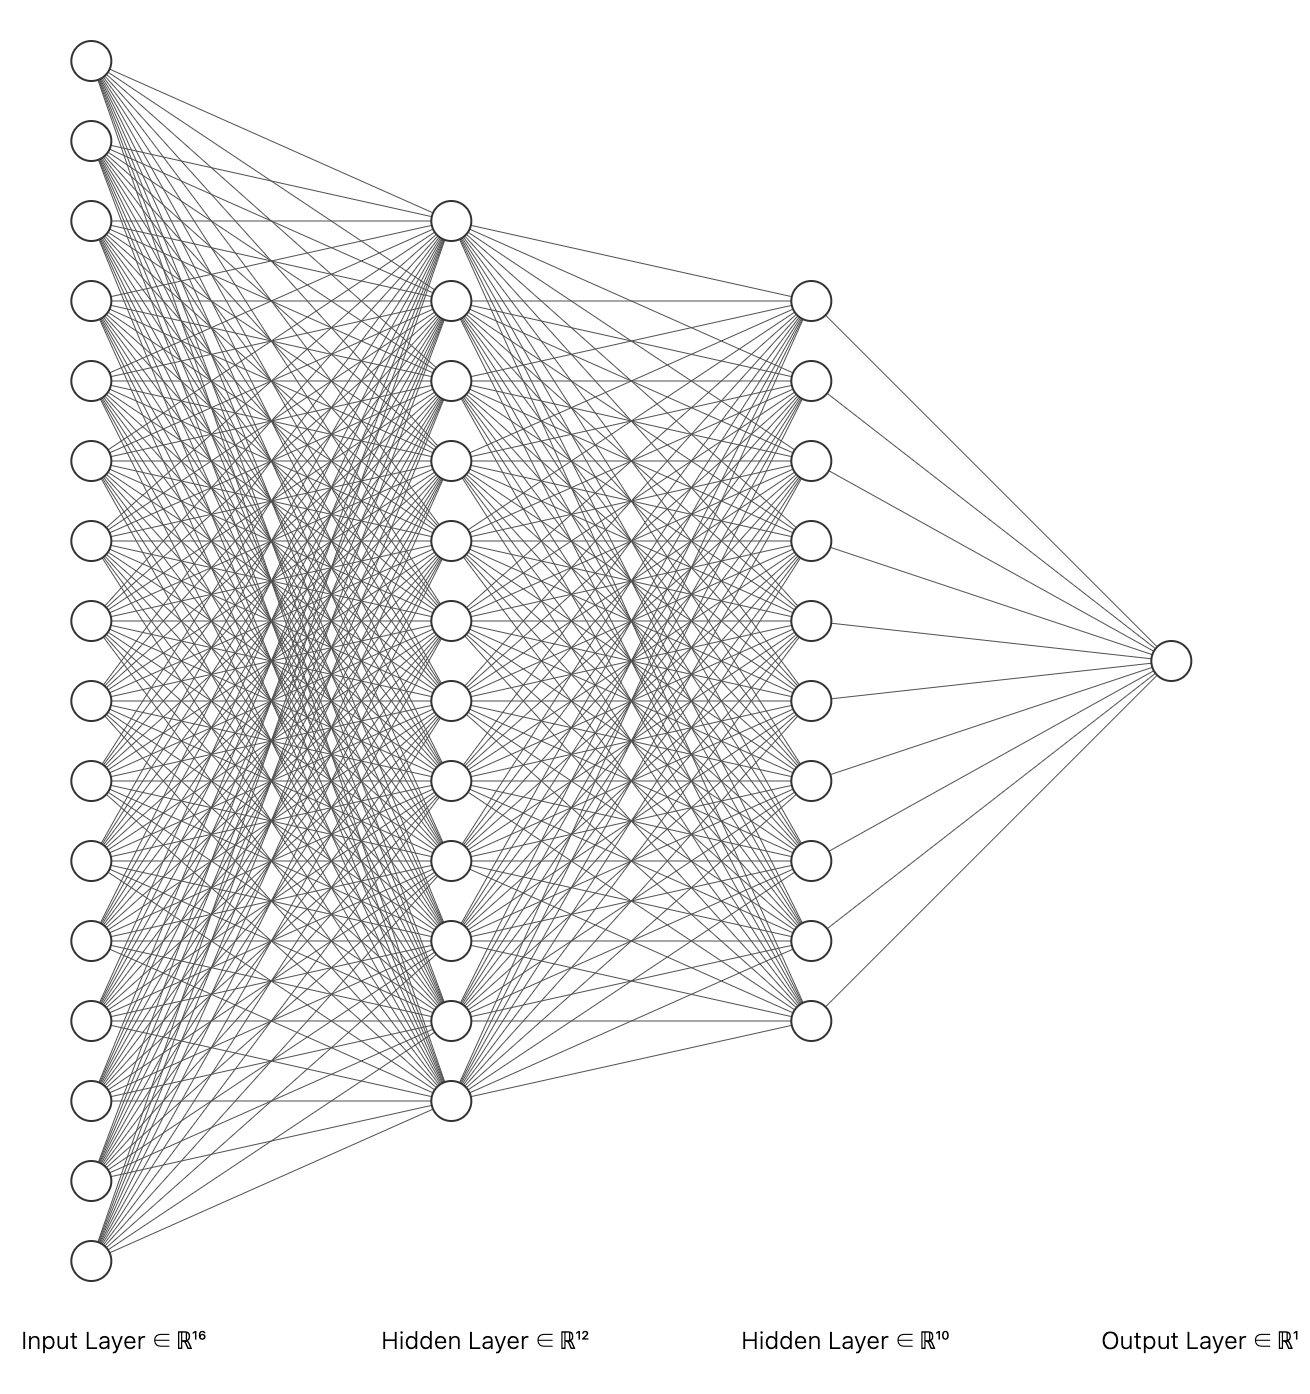 Input Layer ∈ ℝ¹⁶
Hidden Layer ∈ ℝ¹²
Hidden Layer ∈ ℝ¹⁰
Output Layer ∈ ℝ¹